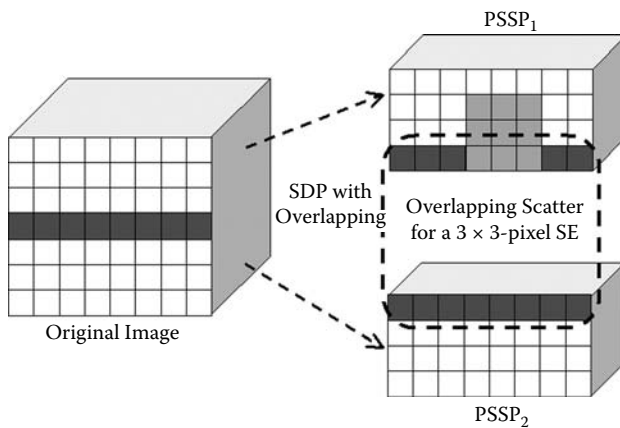 PSSP₁
SDP with
Overlapping
Overlapping Scatter
for a 3 × 3-pixel SE
Original Image
PSSP₂